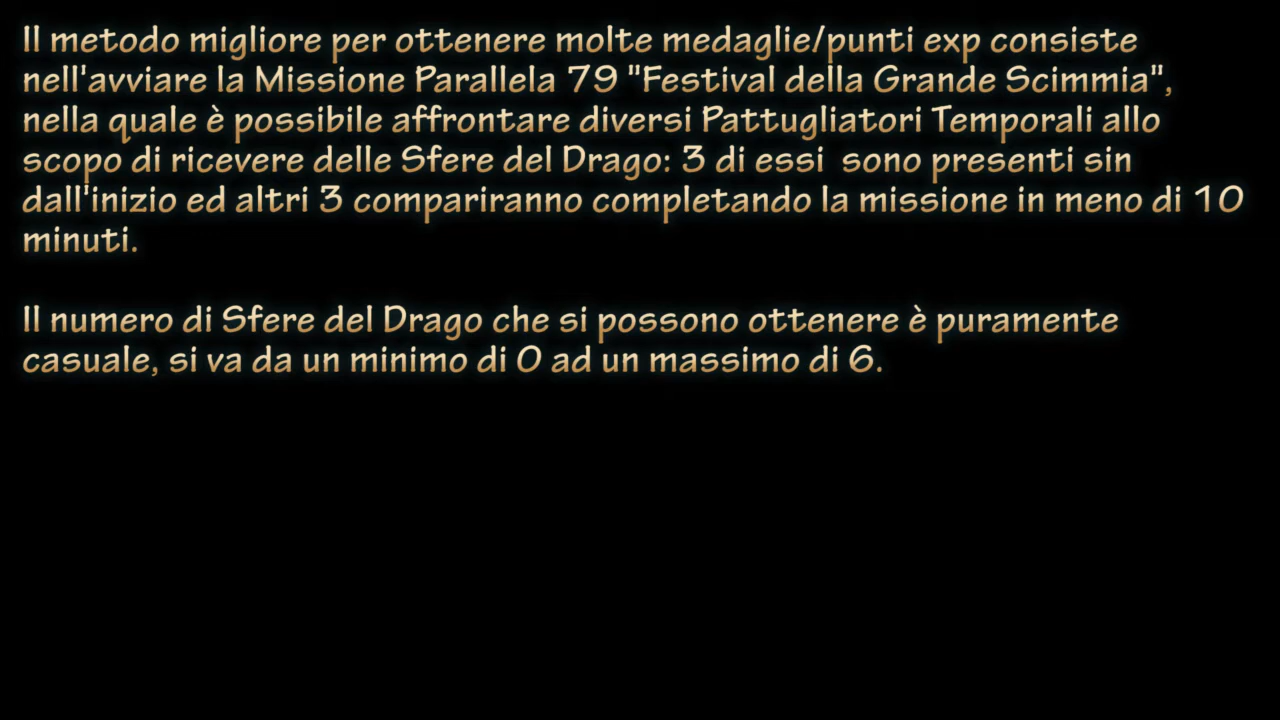 Il metodo migliore per ottenere molte medaglie/punti exp consiste
nell'avviare la Missione Parallela 79 "Festival della Grande Scimmia",
nella quale è possibile affrontare diversi Pattugliatori Temporali allo
scopo di ricevere delle Sfere del Drago: 3 di essi  sono presenti sin
dall'inizio ed altri 3 compariranno completando la missione in meno di 10
minuti.

Il numero di Sfere del Drago che si possono ottenere è puramente
casuale, si va da un minimo di 0 ad un massimo di 6.